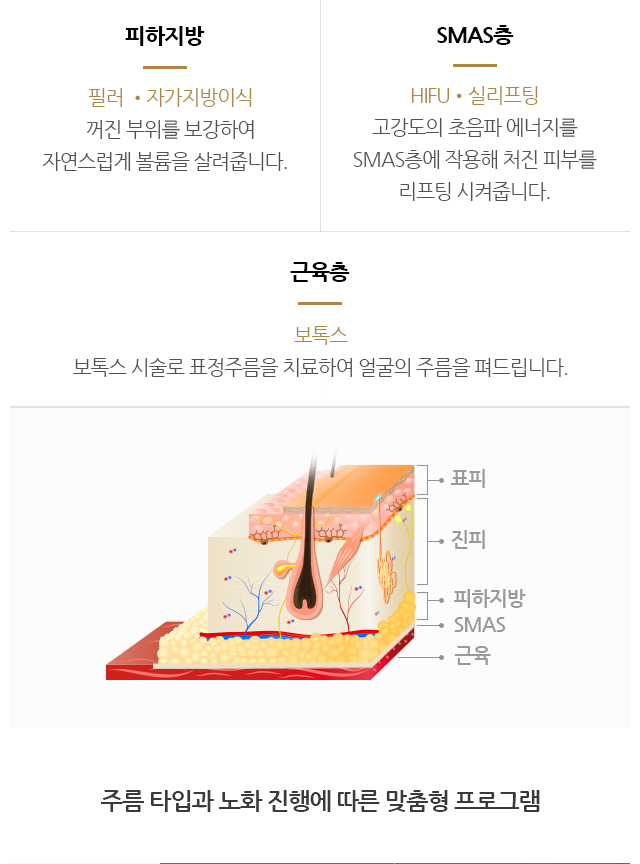 피하지방
필러 • 자가지방이식
꺼진 부위를 보강하여
자연스럽게 볼륨을 살려줍니다.
SMAS층
HIFU • 실리프팅
고강도의 초음파 에너지를
SMAS층에 작용해 처진 피부를
리프팅 시켜줍니다.
근육층
보톡스
보톡스 시술로 표정주름을 치료하여 얼굴의 주름을 펴드립니다.
표피
진피
피하지방
SMAS
근육
주름 타입과 노화 진행에 따른 맞춤형 프로그램